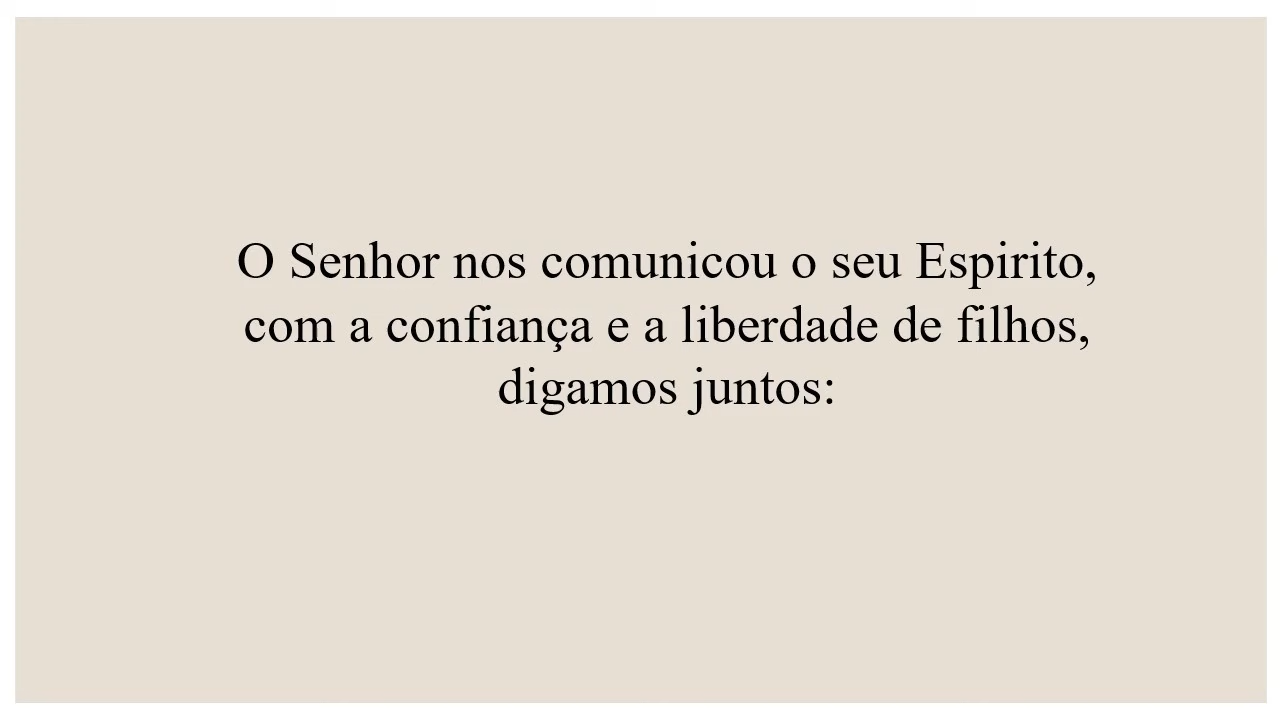 O Senhor nos comunicou o seu Espirito,
com a confiança e a liberdade de filhos,
digamos juntos: